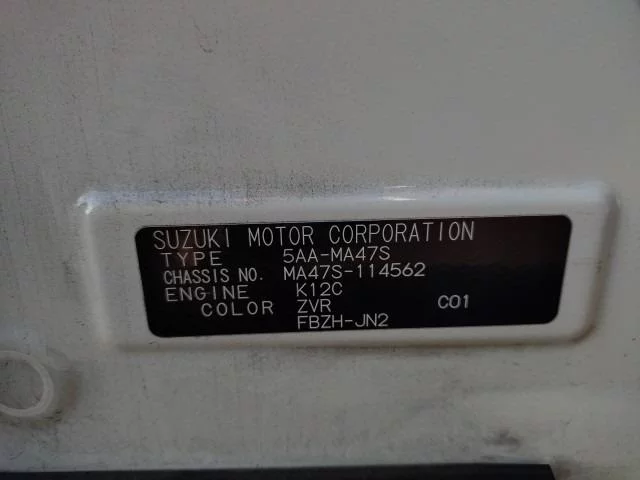 SUZUKI MOTOR CORPORATION
TYPE 5AA-MA47S
CHASSIS NO. MA47S-114562
ENGINE K12C
COLOR ZVR C01
FBZH-JN2